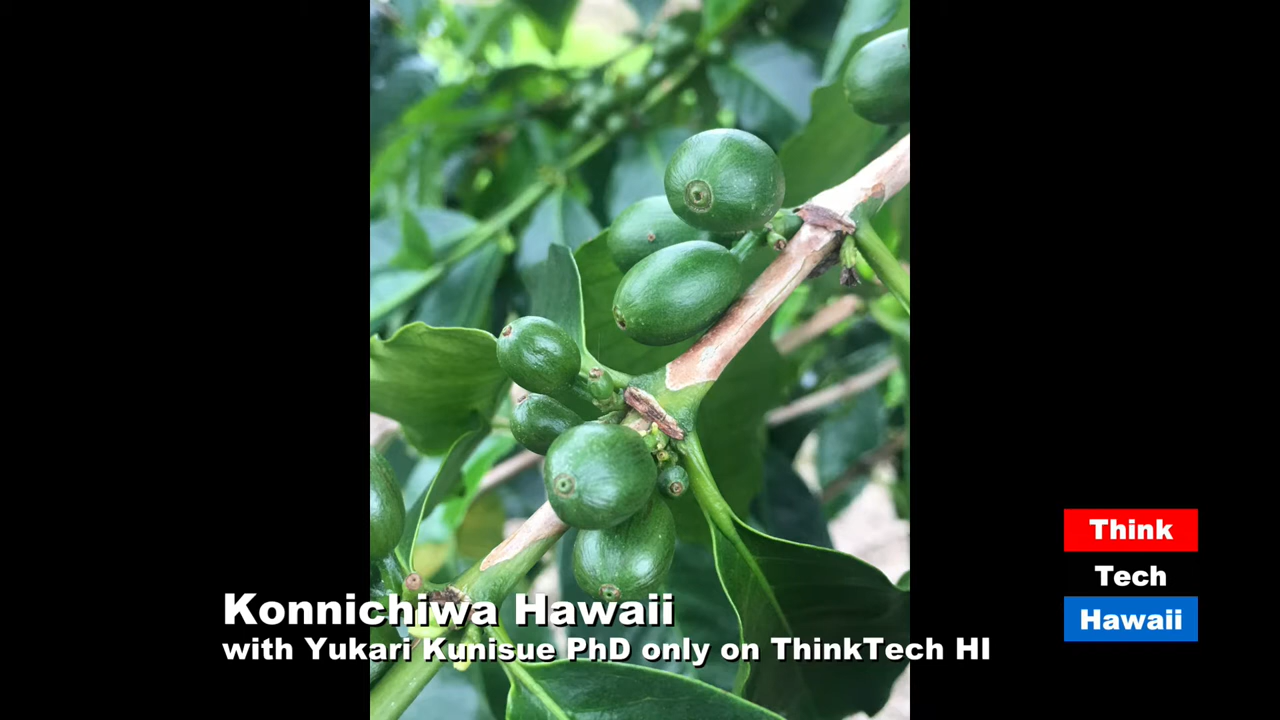 Think
Tech
Hawaii
Konnichiwa Hawaii
with Yukari Kunisue PhD only on ThinkTech HI